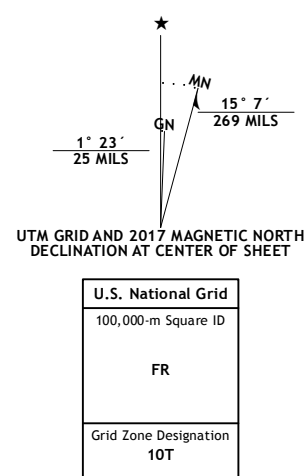 ★
MN
GN
15° 7´
269 MILS
1° 23´
25 MILS
UTM GRID AND 2017 MAGNETIC NORTH
DECLINATION AT CENTER OF SHEET
U.S. National Grid
100,000-m Square ID
FR
Grid Zone Designation
10T